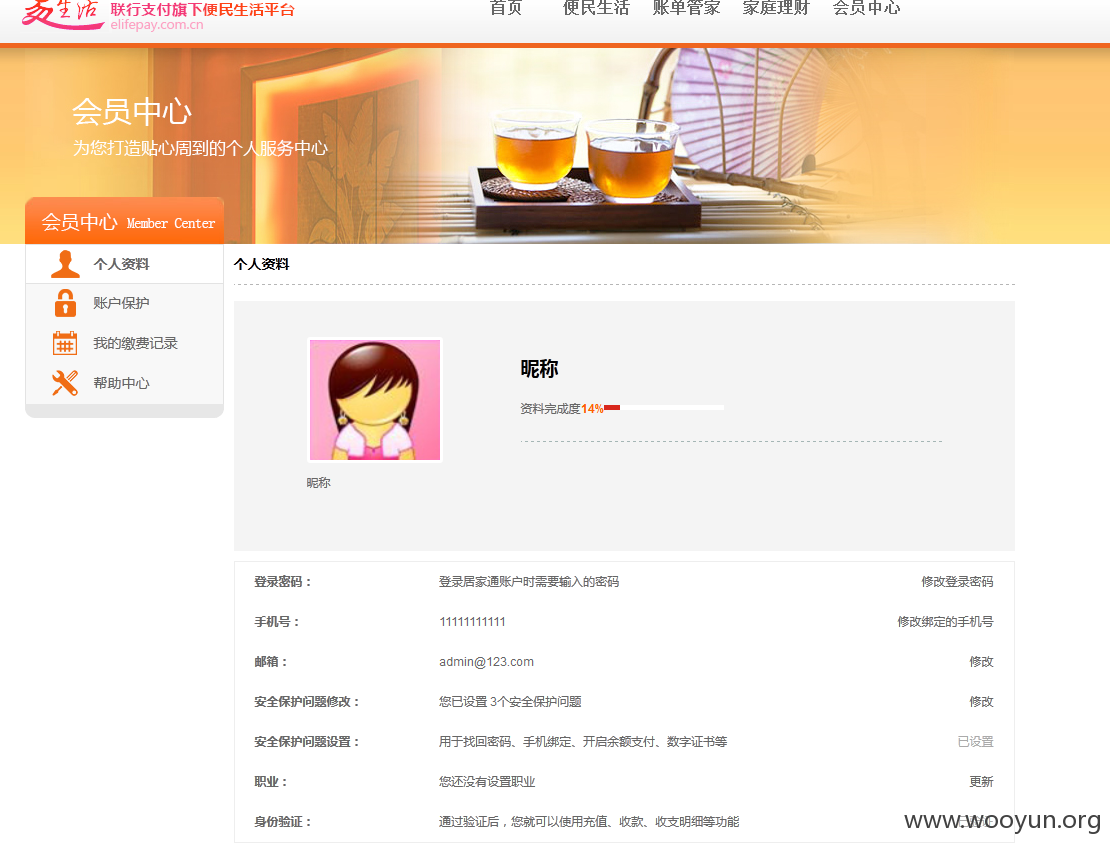 麦生活 联行支付旗下便民生活平台
elifepay.com.cn
首页 便民生活 账单管家 家庭理财 会员中心
会员中心
为您打造贴心周到的个人服务中心
会员中心 Member Center
个人资料
账户保护
我的缴费记录
帮助中心
个人资料
昵称
资料完成度14%
昵称
登录密码： 登录居家通账户时需要输入的密码 修改登录密码
手机号： 11111111111 修改绑定的手机号
邮箱： admin@123.com 修改
安全保护问题修改： 您已设置 3个安全保护问题 修改
安全保护问题设置： 用于找回密码、手机绑定、开启余额支付、数字证书等 已设置
职业： 您还没有设置职业 更新
身份验证： 通过验证后，您就可以使用充值、收款、收支明细等功能
www.wooyun.org